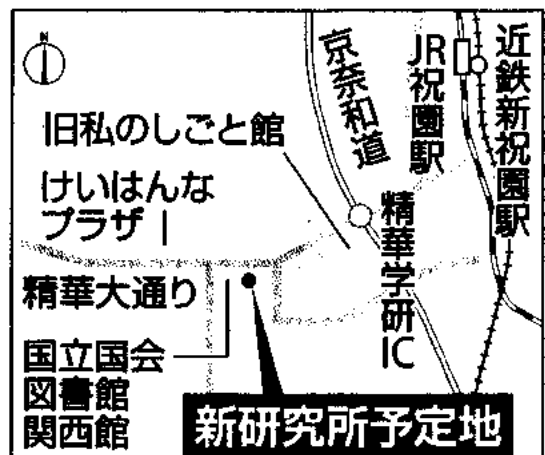 N
近鉄新祝園駅
JR祝園駅
京奈和道
旧私のしごと館
けいはんな
プラザ
精華学研IC
精華大通り
国立国会
図書館
関西館
新研究所予定地